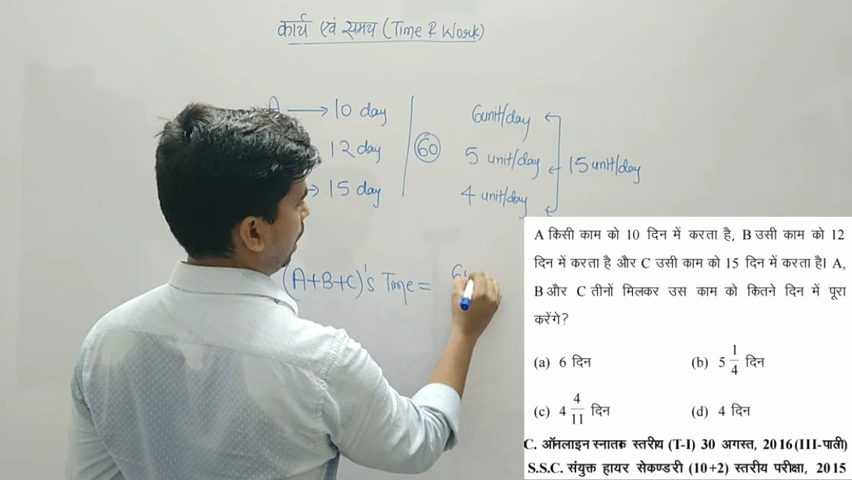 कार्य एवं समय (Time & Work)
A → 10 day 6 unit/day
12 day 60 5 unit/day 15 unit/day
→ 15 day 4 unit/day
(A+B+C)'s Time =
A किसी काम को 10 दिन में करता है, B उसी काम को 12
दिन में करता है और C उसी काम को 15 दिन में करता है। A,
B और C तीनों मिलकर उस काम को कितने दिन में पूरा
करेंगे?
(a) 6 दिन (b) 5 1/4 दिन
(c) 4 4/11 दिन (d) 4 दिन
C. ऑनलाइन स्नातक स्तरीय (T-I) 30 अगस्त, 2016 (III-पाली)
S.S.C. संयुक्त हायर सेकण्डरी (10+2) स्तरीय परीक्षा, 2015